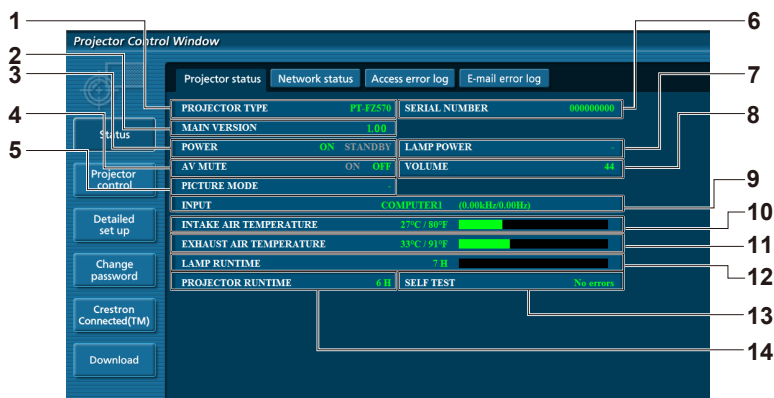 1
2
3
4
5
6
7
8
9
10
11
12
13
14
Projector Control Window
Projector status Network status Access error log E-mail error log
Status
Projector
control
Detailed
set up
Change
password
Crestron
Connected(TM)
Download
PROJECTOR TYPE PT-FZ570 SERIAL NUMBER 000000000
MAIN VERSION 1.00
POWER ON STANDBY LAMP POWER -
AV MUTE ON OFF VOLUME 44
PICTURE MODE -
INPUT COMPUTER1 (0.00kHz/0.00Hz)
INTAKE AIR TEMPERATURE 27°C / 80°F
EXHAUST AIR TEMPERATURE 33°C / 91°F
LAMP RUNTIME 7 H
PROJECTOR RUNTIME 6 H SELF TEST No errors